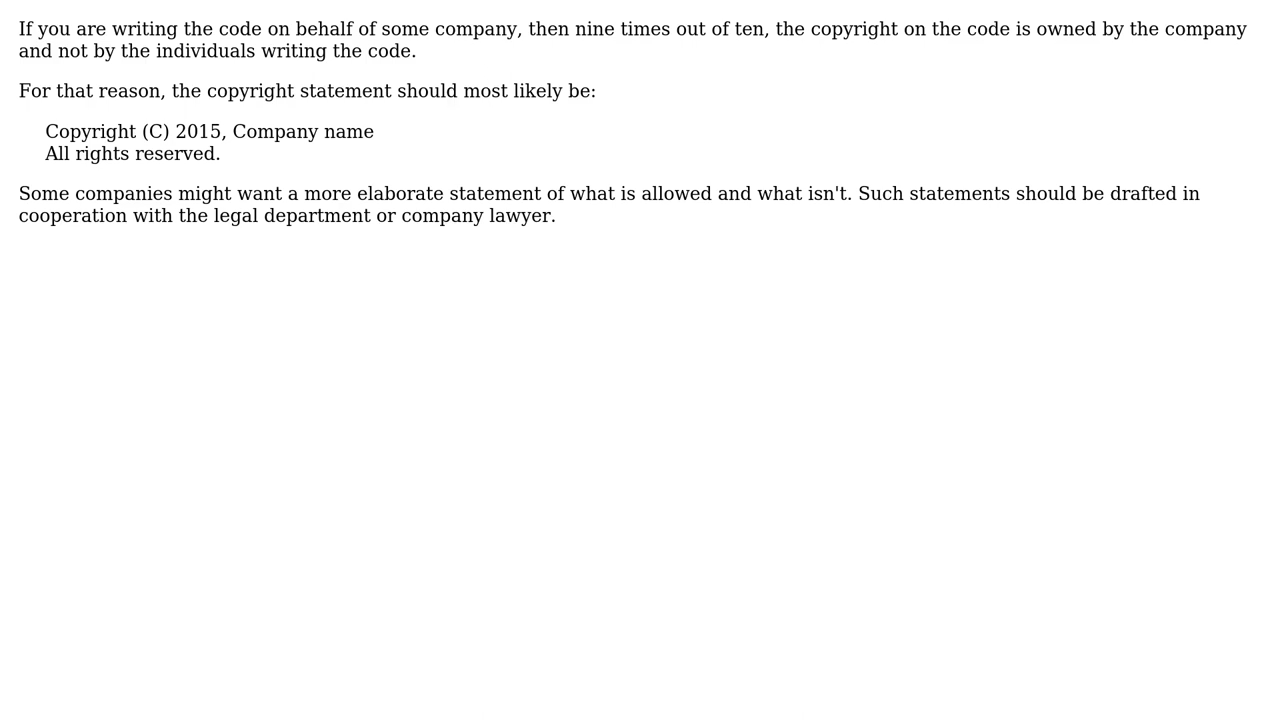 If you are writing the code on behalf of some company, then nine times out of ten, the copyright on the code is owned by the company
and not by the individuals writing the code.
For that reason, the copyright statement should most likely be:
Copyright (C) 2015, Company name
All rights reserved.
Some companies might want a more elaborate statement of what is allowed and what isn't. Such statements should be drafted in
cooperation with the legal department or company lawyer.